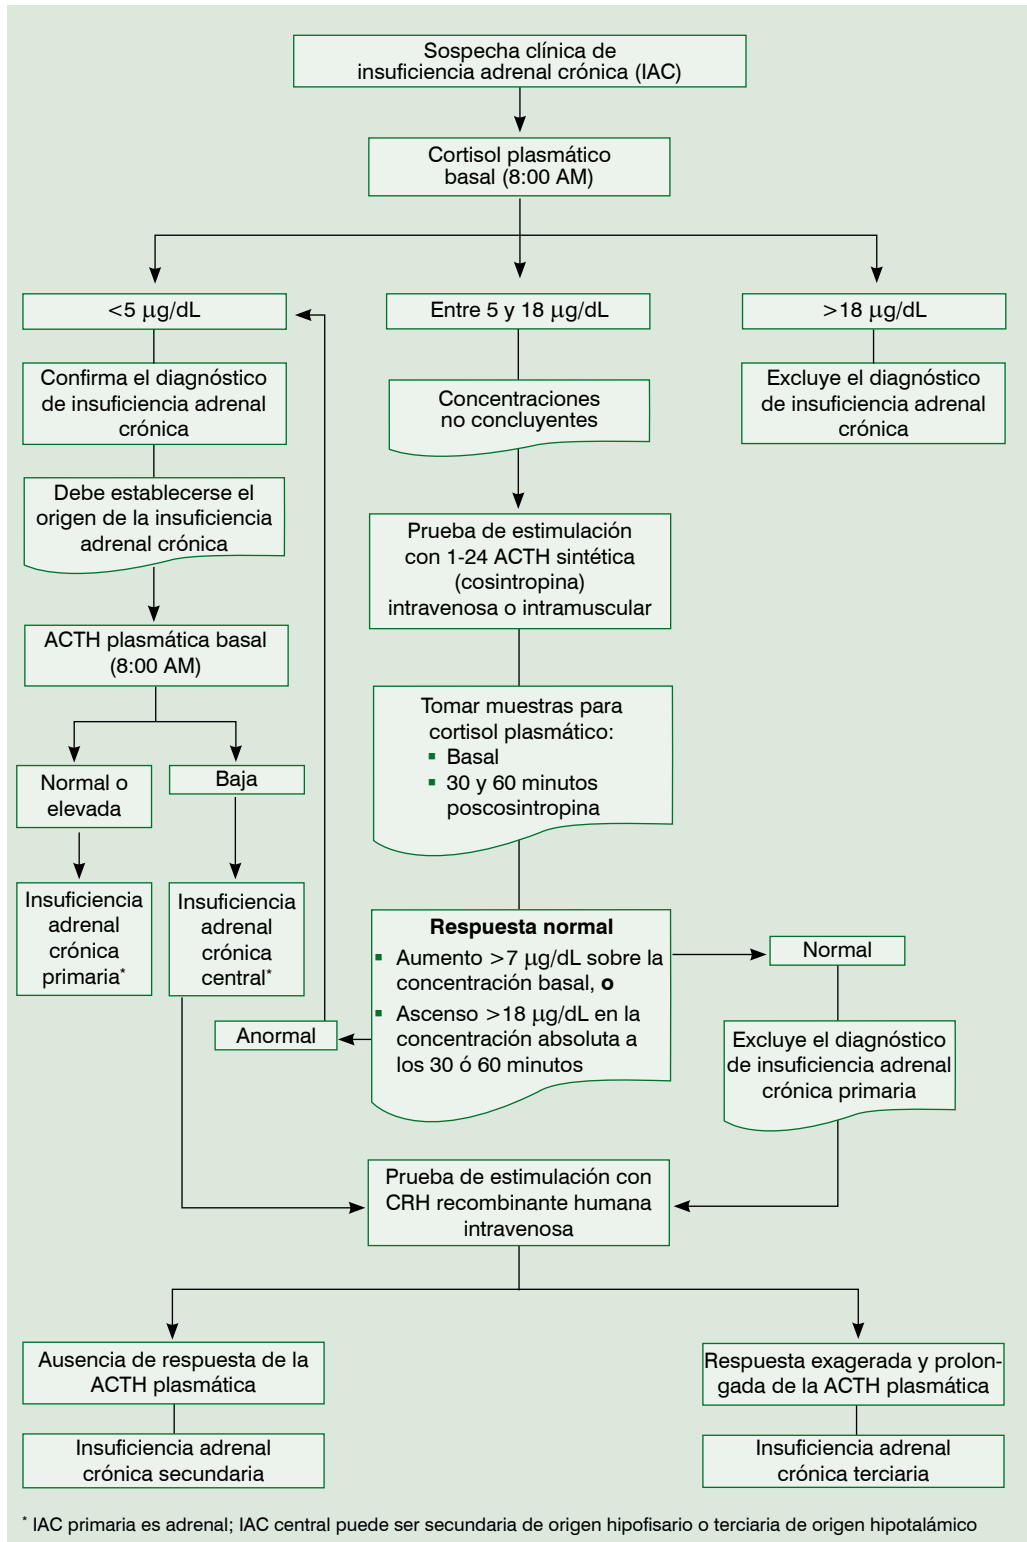 Sospecha clínica de
insuficiencia adrenal crónica (IAC)
Cortisol plasmático
basal (8:00 AM)
<5 µg/dL
Entre 5 y 18 µg/dL
>18 µg/dL
Confirma el diagnóstico
de insuficiencia adrenal
crónica
Concentraciones
no concluyentes
Excluye el diagnóstico
de insuficiencia adrenal
crónica
Debe establecerse el
origen de la insuficiencia
adrenal crónica
Prueba de estimulación
con 1-24 ACTH sintética
(cosintropina)
intravenosa o intramuscular
ACTH plasmática basal
(8:00 AM)
Tomar muestras para
cortisol plasmático:
▪ Basal
▪ 30 y 60 minutos
poscosintropina
Normal o
elevada
Baja
Insuficiencia
adrenal
crónica
primaria*
Insuficiencia
adrenal
crónica
central*
Respuesta normal
▪ Aumento >7 µg/dL sobre la
concentración basal, o
▪ Ascenso >18 µg/dL en la
concentración absoluta a
los 30 ó 60 minutos
Normal
Anormal
Excluye el diagnóstico
de insuficiencia adrenal
crónica primaria
Prueba de estimulación con
CRH recombinante humana
intravenosa
Ausencia de respuesta de la
ACTH plasmática
Respuesta exagerada y prolon-
gada de la ACTH plasmática
Insuficiencia adrenal
crónica secundaria
Insuficiencia adrenal
crónica terciaria
* IAC primaria es adrenal; IAC central puede ser secundaria de origen hipofisario o terciaria de origen hipotalámico